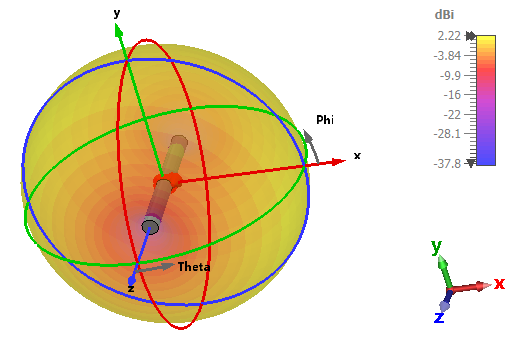 dBi
y
2.22
-3.84
-9.9
-16
-22
-28.1
-37.8
Phi
x
Theta
z
y
x
z